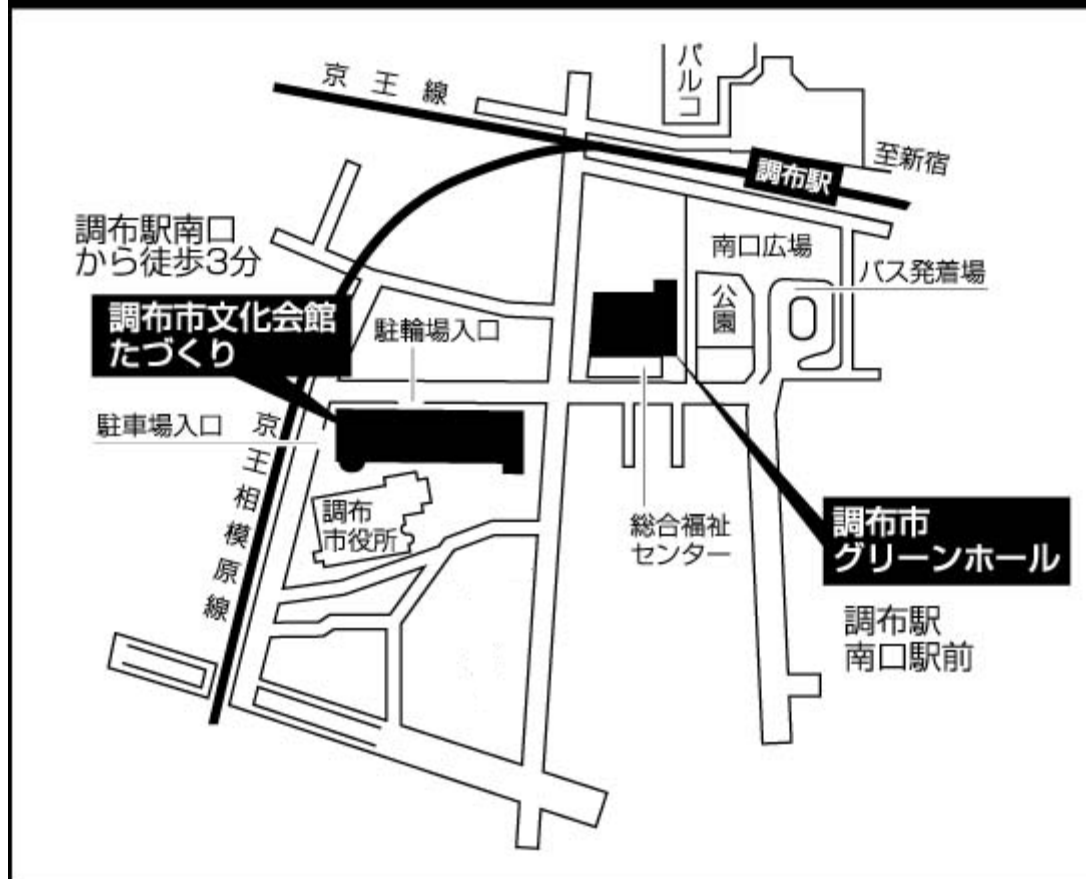 京王線
パルコ
至新宿
調布駅
調布駅南口
から徒歩3分
南口広場
バス発着場
公園
調布市文化会館
たづくり
駐輪場入口
駐車場入口
京王相模原線
調布
市役所
総合福祉
センター
調布市
グリーンホール
調布駅
南口駅前